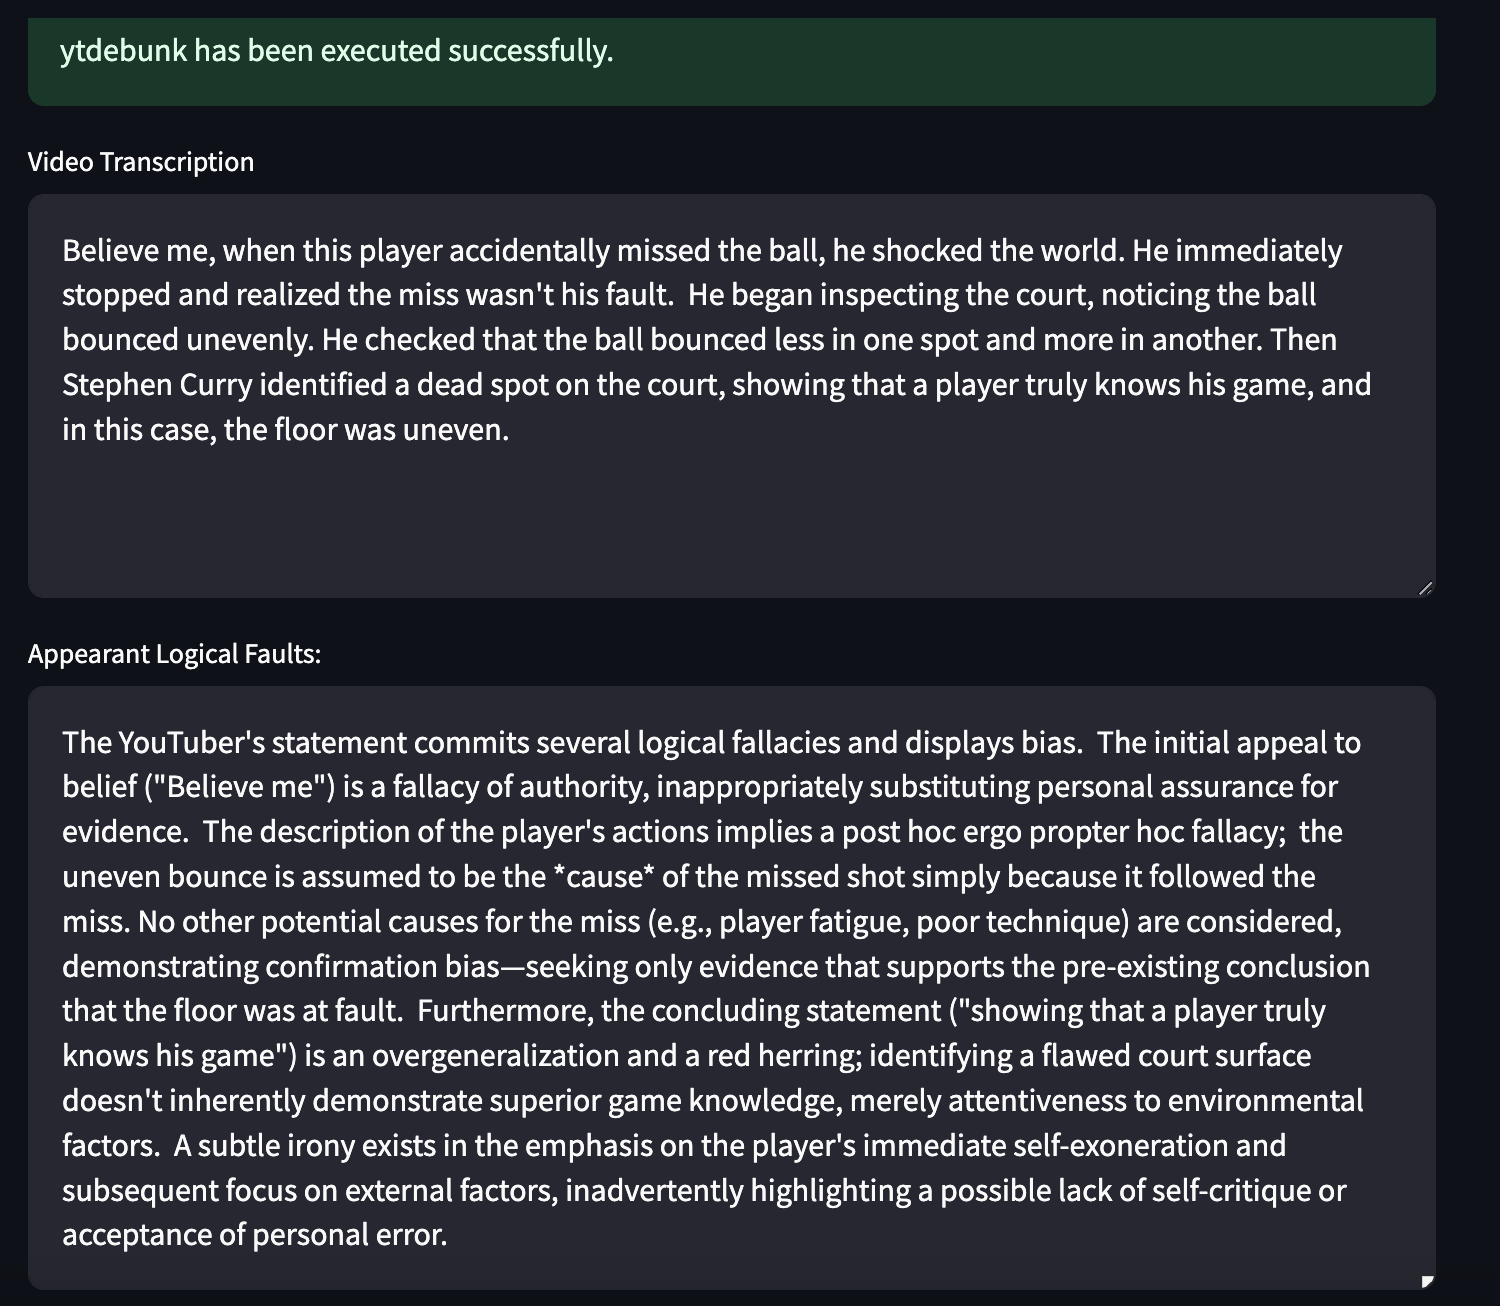 ytdebunk has been executed successfully.
Video Transcription
Believe me, when this player accidentally missed the ball, he shocked the world. He immediately
stopped and realized the miss wasn't his fault.  He began inspecting the court, noticing the ball
bounced unevenly. He checked that the ball bounced less in one spot and more in another. Then
Stephen Curry identified a dead spot on the court, showing that a player truly knows his game, and
in this case, the floor was uneven.
Appearant Logical Faults:
The YouTuber's statement commits several logical fallacies and displays bias.  The initial appeal to
belief ("Believe me") is a fallacy of authority, inappropriately substituting personal assurance for
evidence.  The description of the player's actions implies a post hoc ergo propter hoc fallacy;  the
uneven bounce is assumed to be the *cause* of the missed shot simply because it followed the
miss. No other potential causes for the miss (e.g., player fatigue, poor technique) are considered,
demonstrating confirmation bias—seeking only evidence that supports the pre-existing conclusion
that the floor was at fault.  Furthermore, the concluding statement ("showing that a player truly
knows his game") is an overgeneralization and a red herring; identifying a flawed court surface
doesn't inherently demonstrate superior game knowledge, merely attentiveness to environmental
factors.  A subtle irony exists in the emphasis on the player's immediate self-exoneration and
subsequent focus on external factors, inadvertently highlighting a possible lack of self-critique or
acceptance of personal error.